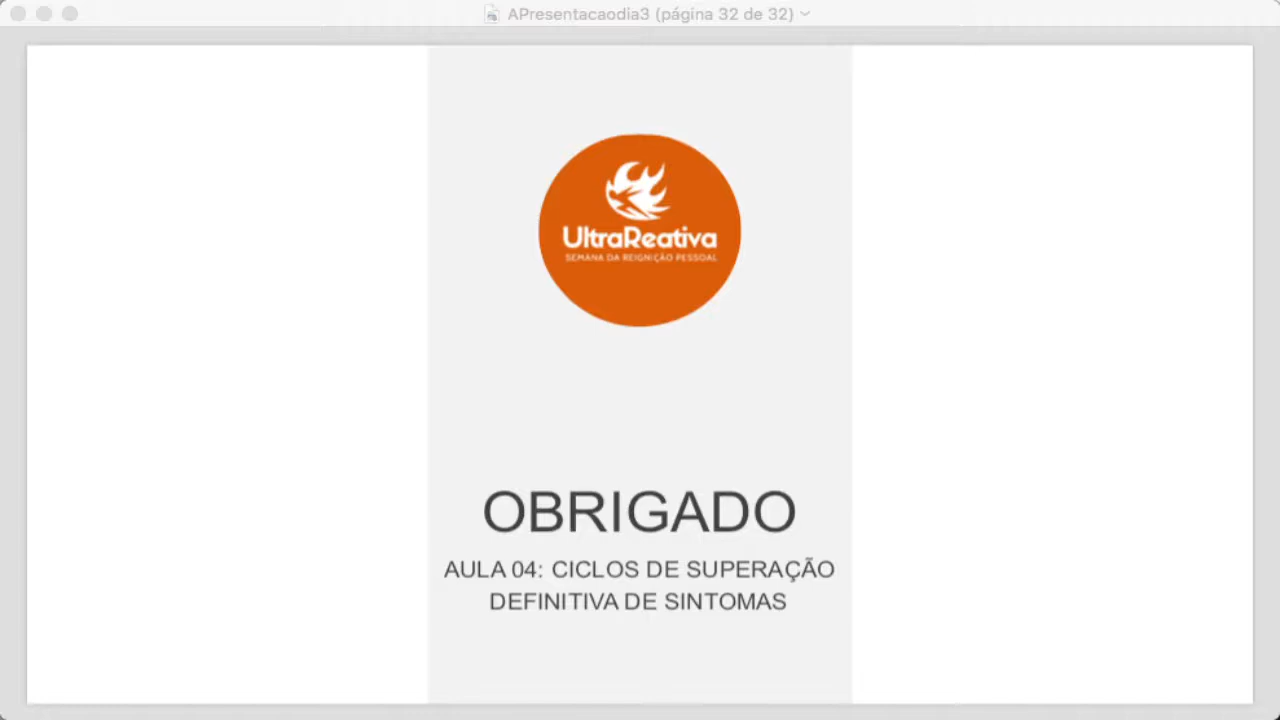 APresentacaodia3 (página 32 de 32)
UltraReativa
SEMANA DA REIGNIÇÃO PESSOAL
OBRIGADO
AULA 04: CICLOS DE SUPERAÇÃO
DEFINITIVA DE SINTOMAS